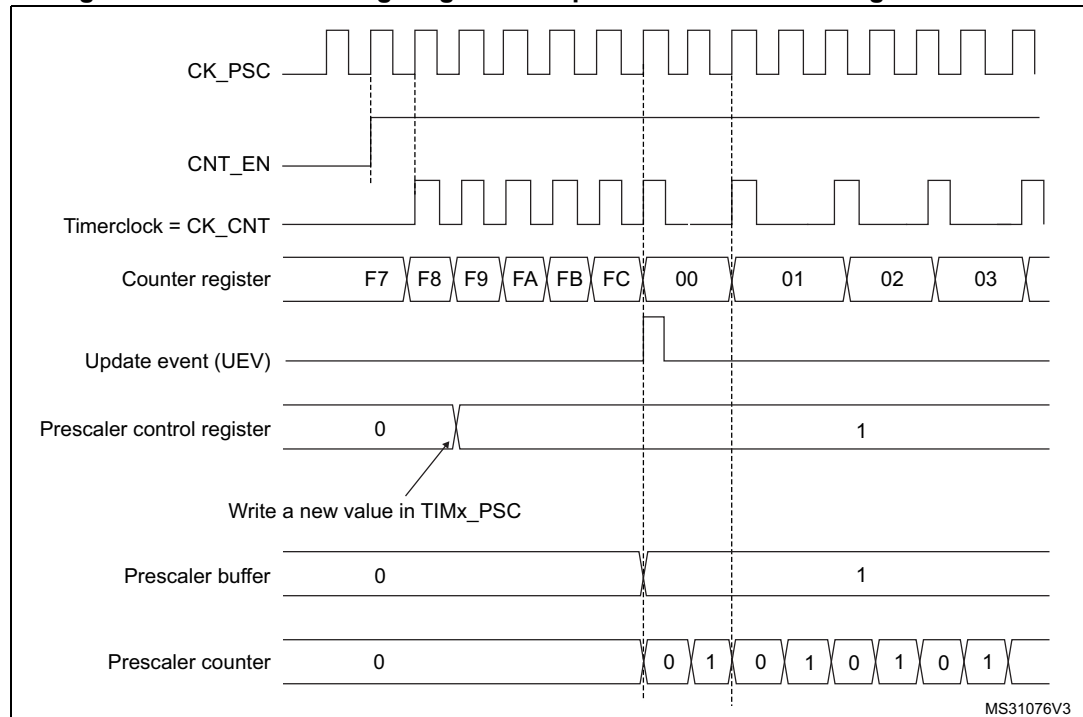 CK_PSC
CNT_EN
Timerclock = CK_CNT
Counter register F7 F8 F9 FA FB FC 00 01 02 03
Update event (UEV)
Prescaler control register 0 1
Write a new value in TIMx_PSC
Prescaler buffer 0 1
Prescaler counter 0 0 1 0 1 0 1 0 1
MS31076V3